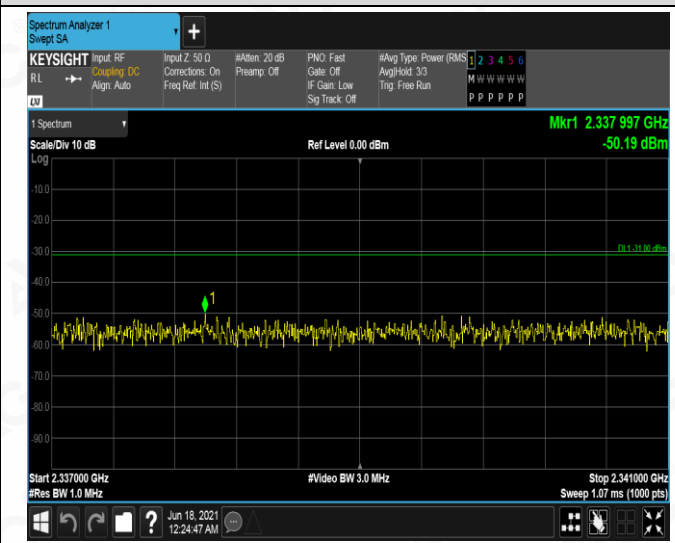 Spectrum Analyzer 1
Swept SA
+
KEYSIGHT
RL
LXI
Input: RF
Coupling: DC
Align: Auto
Input Z: 50 Ω
Corrections: On
Freq Ref: Int (S)
#Atten: 20 dB
Preamp: Off
PNO: Fast
Gate: Off
IF Gain: Low
Sig Track: Off
#Avg Type: Power (RMS
Avg|Hold: 3/3
Trig: Free Run
1 2 3 4 5 6
M W W W W W
P P P P P P
1 Spectrum
Scale/Div 10 dB
Ref Level 0.00 dBm
Mkr1 2.337 997 GHz
-50.19 dBm
Log
-10.0
-20.0
-30.0
DL1 -31.00 dBm
-40.0
1
-50.0
-60.0
-70.0
-80.0
-90.0
Start 2.337000 GHz
#Video BW 3.0 MHz
Stop 2.341000 GHz
#Res BW 1.0 MHz
Sweep 1.07 ms (1000 pts)
?
Jun 18, 2021
12:24:47 AM